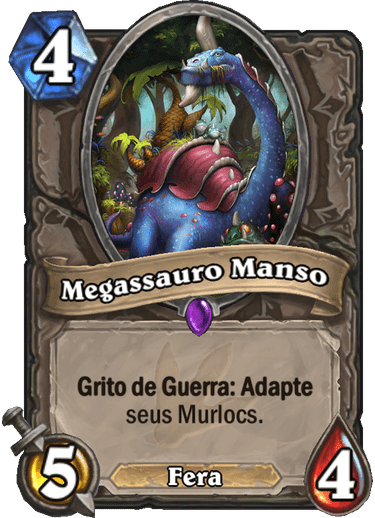 4
Megassauro Manso
Grito de Guerra: Adapte
seus Murlocs.
5
Fera
4